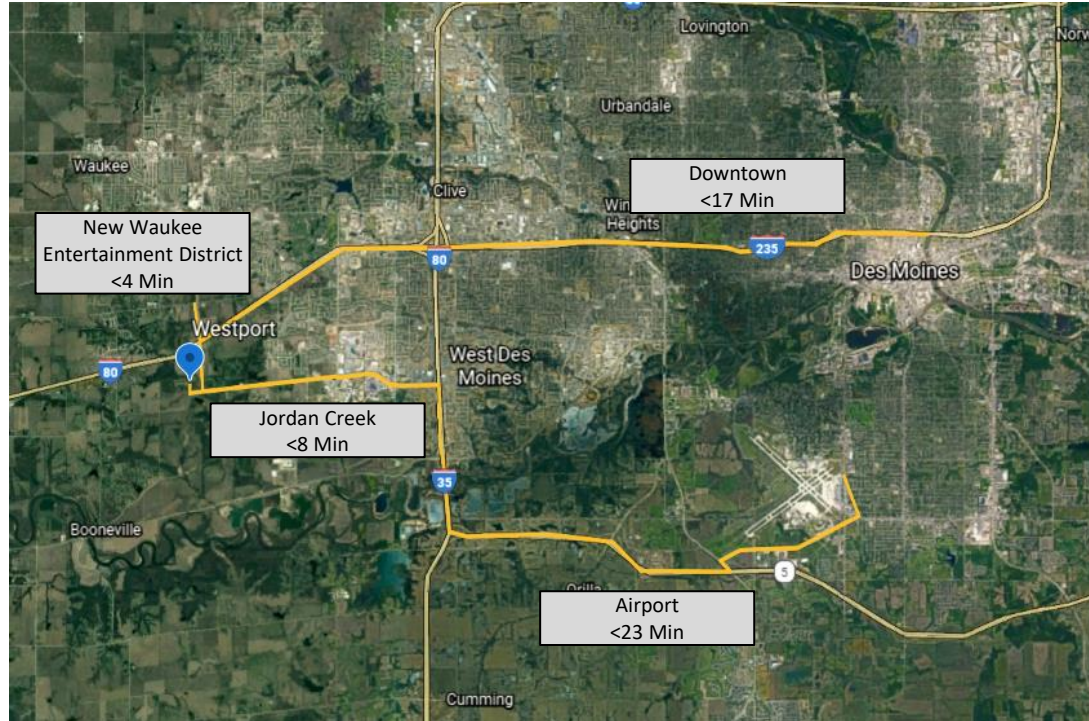 Lovington
Norw
Urbandale
Waukee
Clive
Downtown
<17 Min
Win
Heights
New Waukee
Entertainment District
<4 Min
235
80
Des Moines
Westport
80
West Des
Moines
Jordan Creek
<8 Min
35
Booneville
5
Orilla
Airport
<23 Min
Cumming